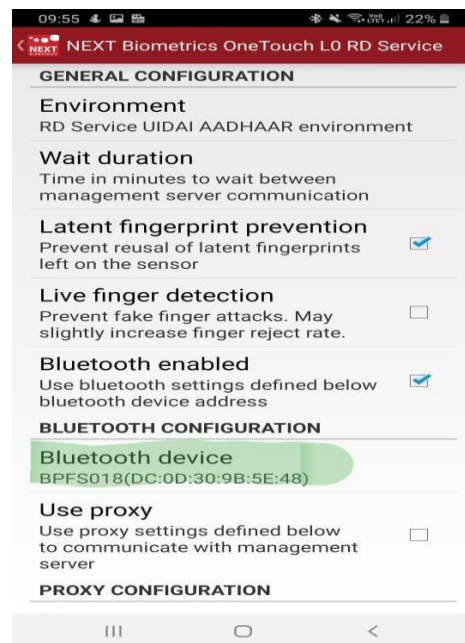 09:55 22%
NEXT NEXT Biometrics OneTouch L0 RD Service
GENERAL CONFIGURATION
Environment
RD Service UIDAI AADHAAR environment
Wait duration
Time in minutes to wait between
management server communication
Latent fingerprint prevention
Prevent reusal of latent fingerprints
left on the sensor
Live finger detection
Prevent fake finger attacks. May
slightly increase finger reject rate.
Bluetooth enabled
Use bluetooth settings defined below
bluetooth device address
BLUETOOTH CONFIGURATION
Bluetooth device
BPFS018(DC:0D:30:9B:5E:48)
Use proxy
Use proxy settings defined below
to communicate with management
server
PROXY CONFIGURATION